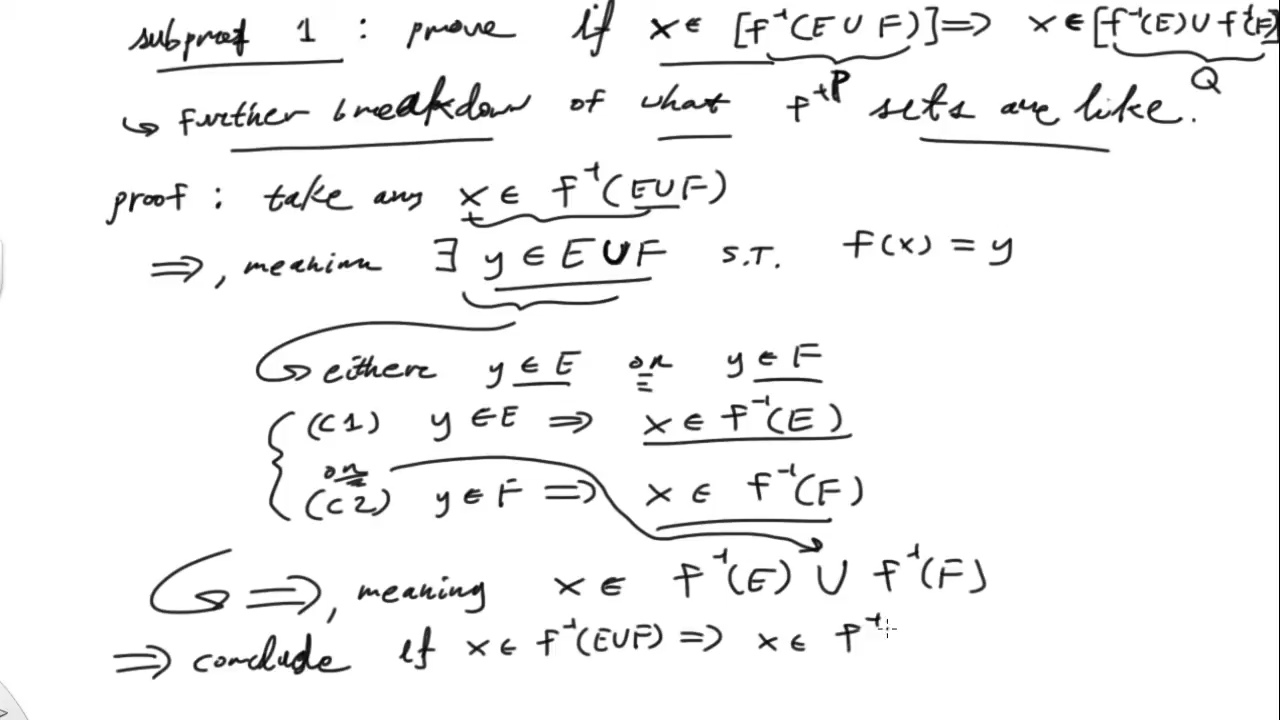 subproof 1 : prove if x ∈ [f⁻¹(E ∪ F)] ⟹ x ∈ [f⁻¹(E) ∪ f⁻¹(F)]
P Q
↪ further breakdown of what f⁻¹ sets are like.
proof : take any x ∈ f⁻¹(E∪F)
⟹, meaning ∃ y ∈ E ∪ F s.t. f(x) = y
either y ∈ E or y ∈ F
(C1) y ∈ E ⟹ x ∈ f⁻¹(E)
or
(C2) y ∈ F ⟹ x ∈ f⁻¹(F)
⟹, meaning x ∈ f⁻¹(E) ∪ f⁻¹(F)
⟹ conclude if x ∈ f⁻¹(E∪F) ⟹ x ∈ f⁻¹